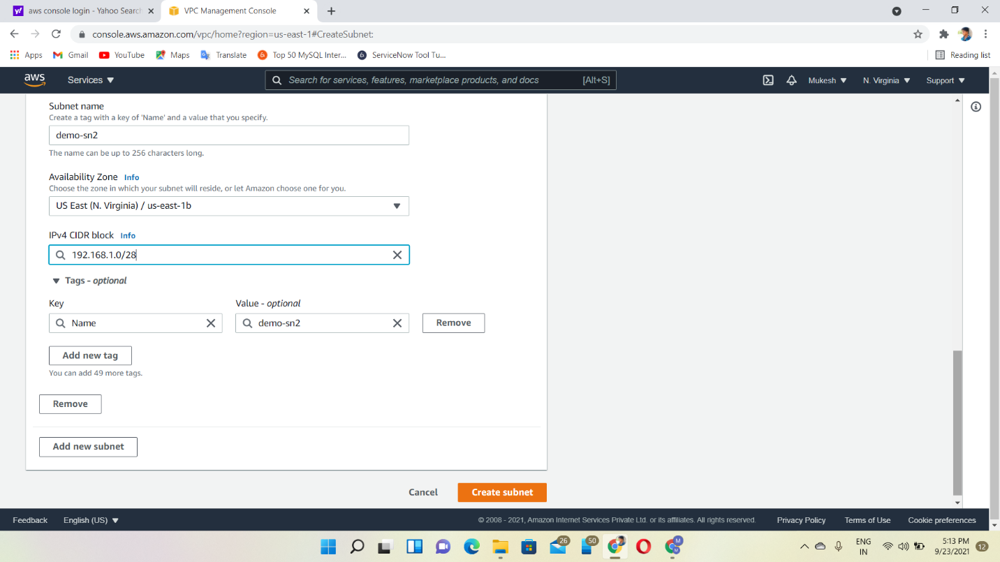 aws console login - Yahoo Search
VPC Management Console
console.aws.amazon.com/vpc/home?region=us-east-1#CreateSubnet:
Apps
Gmail
YouTube
Maps
Translate
Top 50 MySQL Inter...
ServiceNow Tool Tu...
Reading list
aws
Services
Search for services, features, marketplace products, and docs
[Alt+S]
Mukesh
N. Virginia
Support
Subnet name
Create a tag with a key of 'Name' and a value that you specify.
demo-sn2
The name can be up to 256 characters long.
Availability Zone Info
Choose the zone in which your subnet will reside, or let Amazon choose one for you.
US East (N. Virginia) / us-east-1b
IPv4 CIDR block Info
192.168.1.0/28
Tags - optional
Key
Value - optional
Name
demo-sn2
Remove
Add new tag
You can add 49 more tags.
Remove
Add new subnet
Cancel
Create subnet
Feedback
English (US)
© 2008 - 2021, Amazon Internet Services Private Ltd. or its affiliates. All rights reserved.
Privacy Policy
Terms of Use
Cookie preferences
26
50
M
M
ENG
IN
5:13 PM
9/23/2021
12